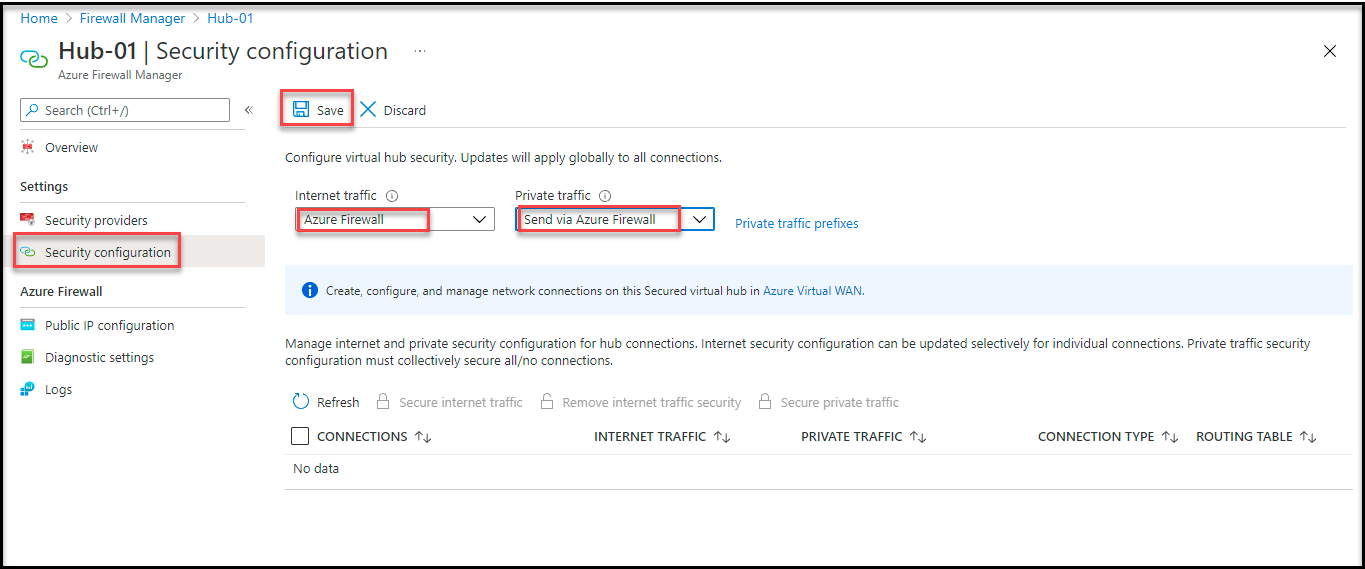 Home > Firewall Manager > Hub-01
Hub-01 | Security configuration ...
Azure Firewall Manager
Search (Ctrl+/)
«
Overview
Settings
Security providers
Security configuration
Azure Firewall
Public IP configuration
Diagnostic settings
Logs
Save
Discard
Configure virtual hub security. Updates will apply globally to all connections.
Internet traffic
Private traffic
Azure Firewall
Send via Azure Firewall
Private traffic prefixes
Create, configure, and manage network connections on this Secured virtual hub in Azure Virtual WAN.
Manage internet and private security configuration for hub connections. Internet security configuration can be updated selectively for individual connections. Private traffic security
configuration must collectively secure all/no connections.
Refresh
Secure internet traffic
Remove internet traffic security
Secure private traffic
CONNECTIONS
INTERNET TRAFFIC
PRIVATE TRAFFIC
CONNECTION TYPE
ROUTING TABLE
No data